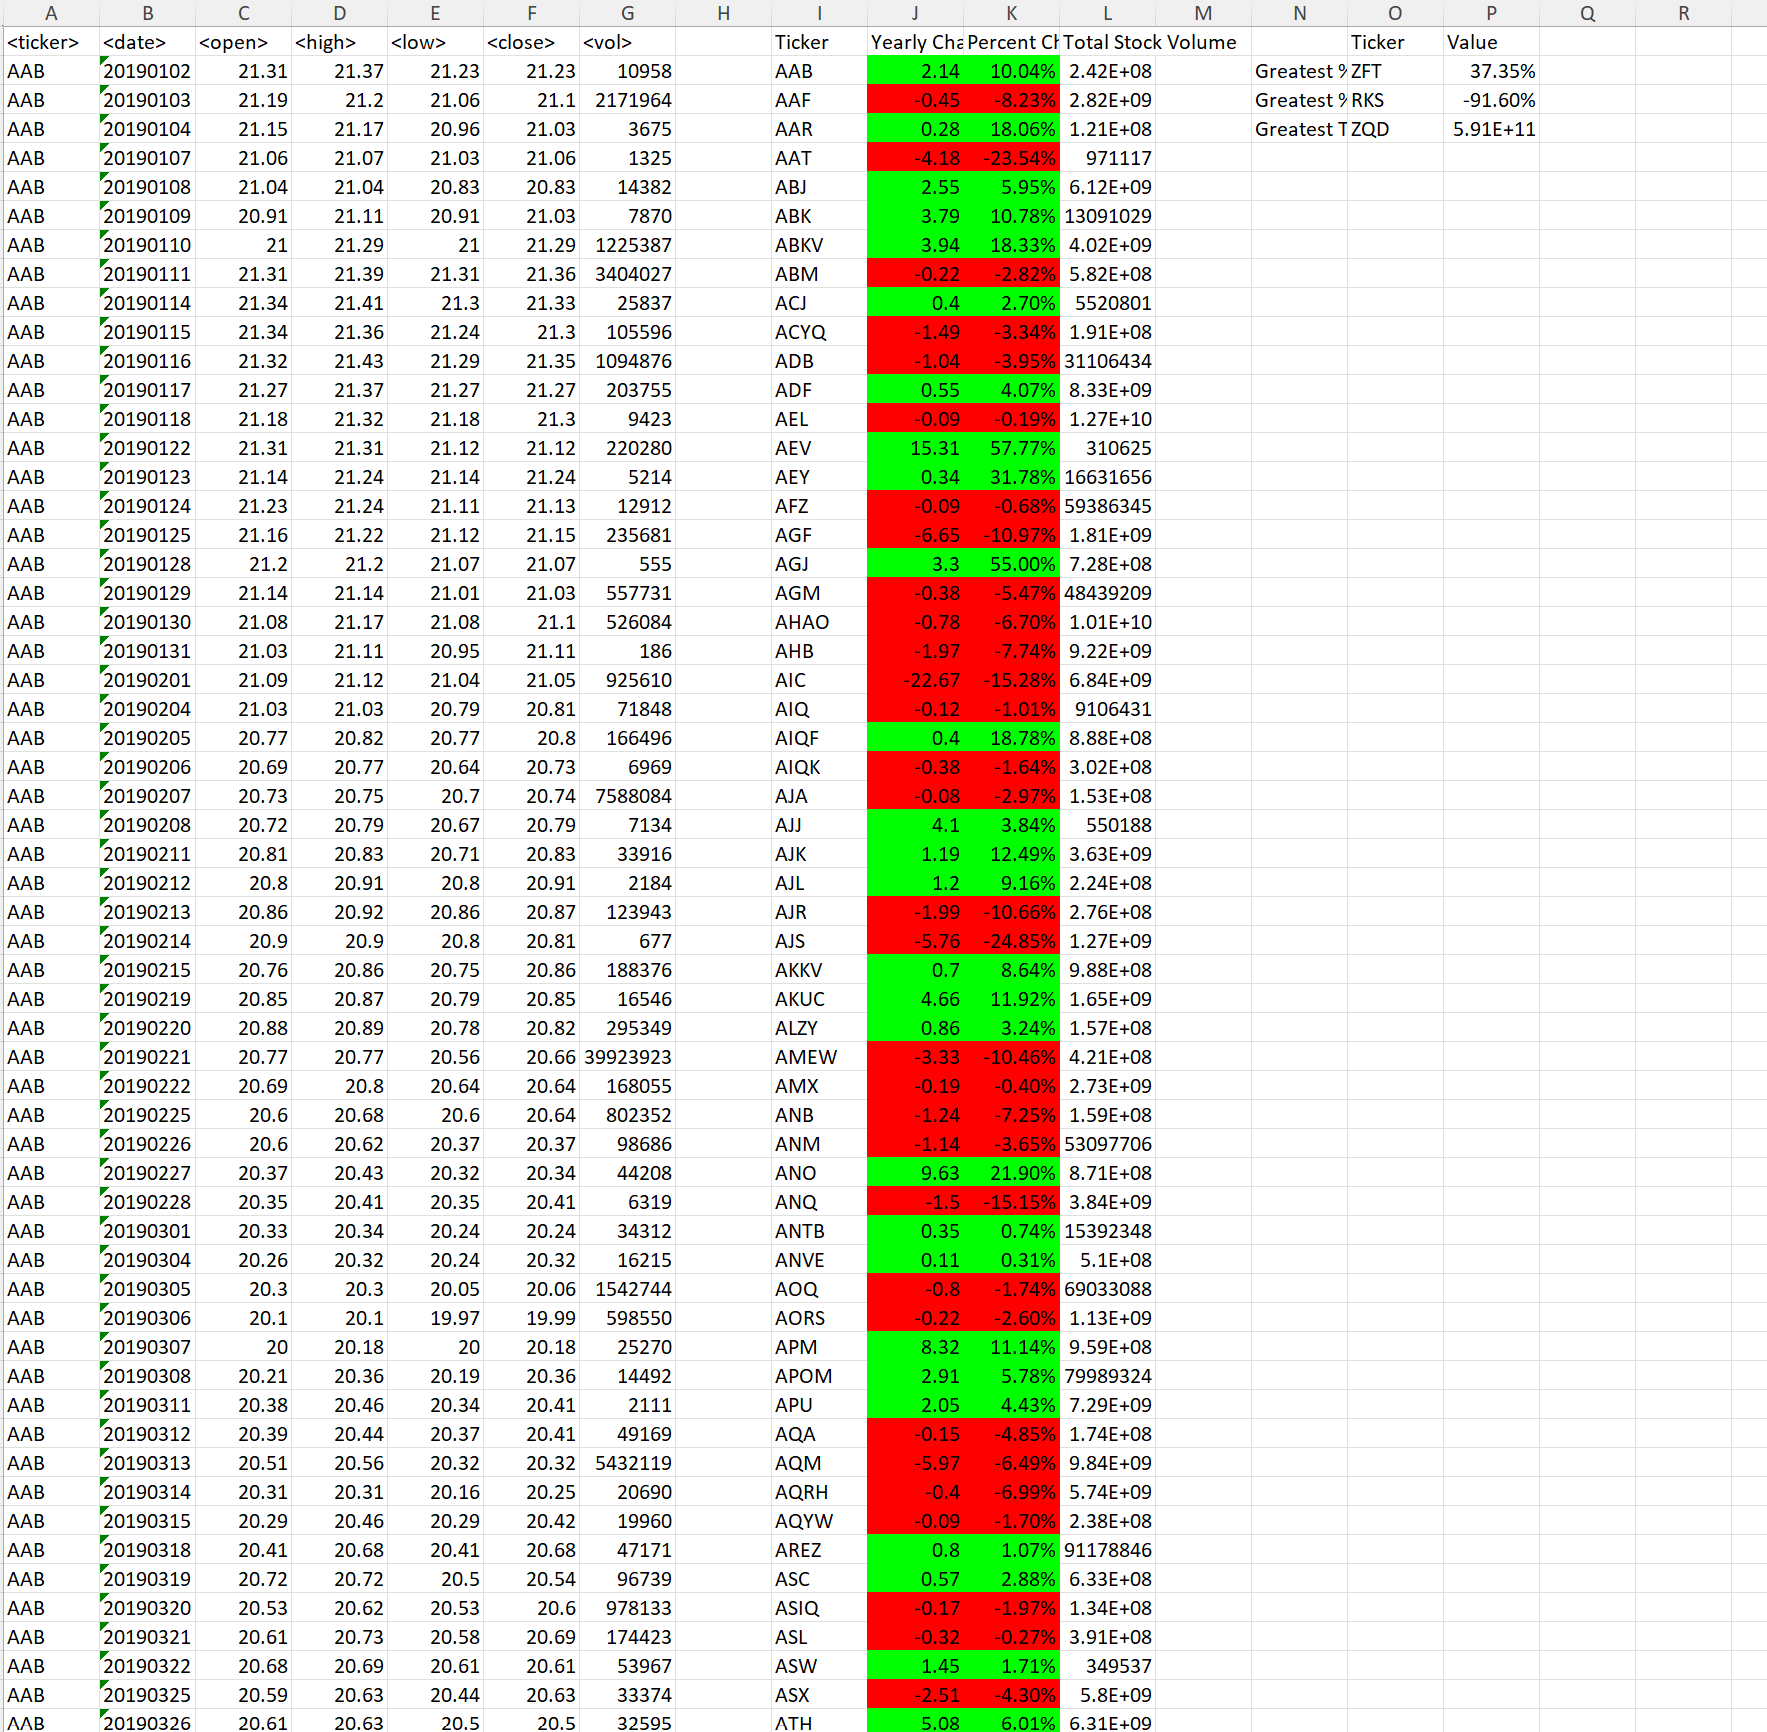 A B C D E F G H I J K L M N O P Q R
<ticker> <date> <open> <high> <low> <close> <vol> Ticker Yearly Cha Percent Ch Total Stock Volume Ticker Value
AAB 20190102 21.31 21.37 21.23 21.23 10958 AAB 2.14 10.04% 2.42E+08 Greatest % ZFT 37.35%
AAB 20190103 21.19 21.2 21.06 21.1 2171964 AAF -0.45 -8.23% 2.82E+09 Greatest % RKS -91.60%
AAB 20190104 21.15 21.17 20.96 21.03 3675 AAR 0.28 18.06% 1.21E+08 Greatest T ZQD 5.91E+11
AAB 20190107 21.06 21.07 21.03 21.06 1325 AAT -4.18 -23.54% 971117
AAB 20190108 21.04 21.04 20.83 20.83 14382 ABJ 2.55 5.95% 6.12E+09
AAB 20190109 20.91 21.11 20.91 21.03 7870 ABK 3.79 10.78% 13091029
AAB 20190110 21 21.29 21 21.29 1225387 ABKV 3.94 18.33% 4.02E+09
AAB 20190111 21.31 21.39 21.31 21.36 3404027 ABM -0.22 -2.82% 5.82E+08
AAB 20190114 21.34 21.41 21.3 21.33 25837 ACJ 0.4 2.70% 5520801
AAB 20190115 21.34 21.36 21.24 21.3 105596 ACYQ -1.49 -3.34% 1.91E+08
AAB 20190116 21.32 21.43 21.29 21.35 1094876 ADB -1.04 -3.95% 31106434
AAB 20190117 21.27 21.37 21.27 21.27 203755 ADF 0.55 4.07% 8.33E+09
AAB 20190118 21.18 21.32 21.18 21.3 9423 AEL -0.09 -0.19% 1.27E+10
AAB 20190122 21.31 21.31 21.12 21.12 220280 AEV 15.31 57.77% 310625
AAB 20190123 21.14 21.24 21.14 21.24 5214 AEY 0.34 31.78% 16631656
AAB 20190124 21.23 21.24 21.11 21.13 12912 AFZ -0.09 -0.68% 59386345
AAB 20190125 21.16 21.22 21.12 21.15 235681 AGF -6.65 -10.97% 1.81E+09
AAB 20190128 21.2 21.2 21.07 21.07 555 AGJ 3.3 55.00% 7.28E+08
AAB 20190129 21.14 21.14 21.01 21.03 557731 AGM -0.38 -5.47% 48439209
AAB 20190130 21.08 21.17 21.08 21.1 526084 AHAO -0.78 -6.70% 1.01E+10
AAB 20190131 21.03 21.11 20.95 21.11 186 AHB -1.97 -7.74% 9.22E+09
AAB 20190201 21.09 21.12 21.04 21.05 925610 AIC -22.67 -15.28% 6.84E+09
AAB 20190204 21.03 21.03 20.79 20.81 71848 AIQ -0.12 -1.01% 9106431
AAB 20190205 20.77 20.82 20.77 20.8 166496 AIQF 0.4 18.78% 8.88E+08
AAB 20190206 20.69 20.77 20.64 20.73 6969 AIQK -0.38 -1.64% 3.02E+08
AAB 20190207 20.73 20.75 20.7 20.74 7588084 AJA -0.08 -2.97% 1.53E+08
AAB 20190208 20.72 20.79 20.67 20.79 7134 AJJ 4.1 3.84% 550188
AAB 20190211 20.81 20.83 20.71 20.83 33916 AJK 1.19 12.49% 3.63E+09
AAB 20190212 20.8 20.91 20.8 20.91 2184 AJL 1.2 9.16% 2.24E+08
AAB 20190213 20.86 20.92 20.86 20.87 123943 AJR -1.99 -10.66% 2.76E+08
AAB 20190214 20.9 20.9 20.8 20.81 677 AJS -5.76 -24.85% 1.27E+09
AAB 20190215 20.76 20.86 20.75 20.86 188376 AKKV 0.7 8.64% 9.88E+08
AAB 20190219 20.85 20.87 20.79 20.85 16546 AKUC 4.66 11.92% 1.65E+09
AAB 20190220 20.88 20.89 20.78 20.82 295349 ALZY 0.86 3.24% 1.57E+08
AAB 20190221 20.77 20.77 20.56 20.66 39923923 AMEW -3.33 -10.46% 4.21E+08
AAB 20190222 20.69 20.8 20.64 20.64 168055 AMX -0.19 -0.40% 2.73E+09
AAB 20190225 20.6 20.68 20.6 20.64 802352 ANB -1.24 -7.25% 1.59E+08
AAB 20190226 20.6 20.62 20.37 20.37 98686 ANM -1.14 -3.65% 53097706
AAB 20190227 20.37 20.43 20.32 20.34 44208 ANO 9.63 21.90% 8.71E+08
AAB 20190228 20.35 20.41 20.35 20.41 6319 ANQ -1.5 -15.15% 3.84E+09
AAB 20190301 20.33 20.34 20.24 20.24 34312 ANTB 0.35 0.74% 15392348
AAB 20190304 20.26 20.32 20.24 20.32 16215 ANVE 0.11 0.31% 5.1E+08
AAB 20190305 20.3 20.3 20.05 20.06 1542744 AOQ -0.8 -1.74% 69033088
AAB 20190306 20.1 20.1 19.97 19.99 598550 AORS -0.22 -2.60% 1.13E+09
AAB 20190307 20 20.18 20 20.18 25270 APM 8.32 11.14% 9.59E+08
AAB 20190308 20.21 20.36 20.19 20.36 14492 APOM 2.91 5.78% 79989324
AAB 20190311 20.38 20.46 20.34 20.41 2111 APU 2.05 4.43% 7.29E+09
AAB 20190312 20.39 20.44 20.37 20.41 49169 AQA -0.15 -4.85% 1.74E+08
AAB 20190313 20.51 20.56 20.32 20.32 5432119 AQM -5.97 -6.49% 9.84E+09
AAB 20190314 20.31 20.31 20.16 20.25 20690 AQRH -0.4 -6.99% 5.74E+09
AAB 20190315 20.29 20.46 20.29 20.42 19960 AQYW -0.09 -1.70% 2.38E+08
AAB 20190318 20.41 20.68 20.41 20.68 47171 AREZ 0.8 1.07% 91178846
AAB 20190319 20.72 20.72 20.5 20.54 96739 ASC 0.57 2.88% 6.33E+08
AAB 20190320 20.53 20.62 20.53 20.6 978133 ASIQ -0.17 -1.97% 1.34E+08
AAB 20190321 20.61 20.73 20.58 20.69 174423 ASL -0.32 -0.27% 3.91E+08
AAB 20190322 20.68 20.69 20.61 20.61 53967 ASW 1.45 1.71% 349537
AAB 20190325 20.59 20.63 20.44 20.63 33374 ASX -2.51 -4.30% 5.8E+09
AAB 20190326 20.61 20.63 20.5 20.5 32595 ATH 5.08 6.01% 6.31E+09